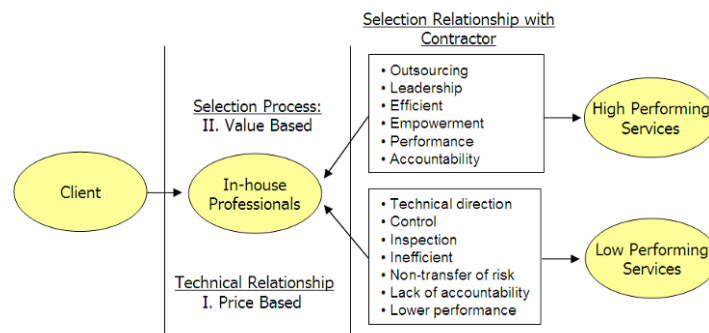 Selection Relationship with
Contractor
• Outsourcing
• Leadership
• Efficient
• Empowerment
• Performance
• Accountability
High Performing
Services
Selection Process:
II. Value Based
Client
In-house
Professionals
• Technical direction
• Control
• Inspection
• Inefficient
• Non-transfer of risk
• Lack of accountability
• Lower performance
Low Performing
Services
Technical Relationship
I. Price Based